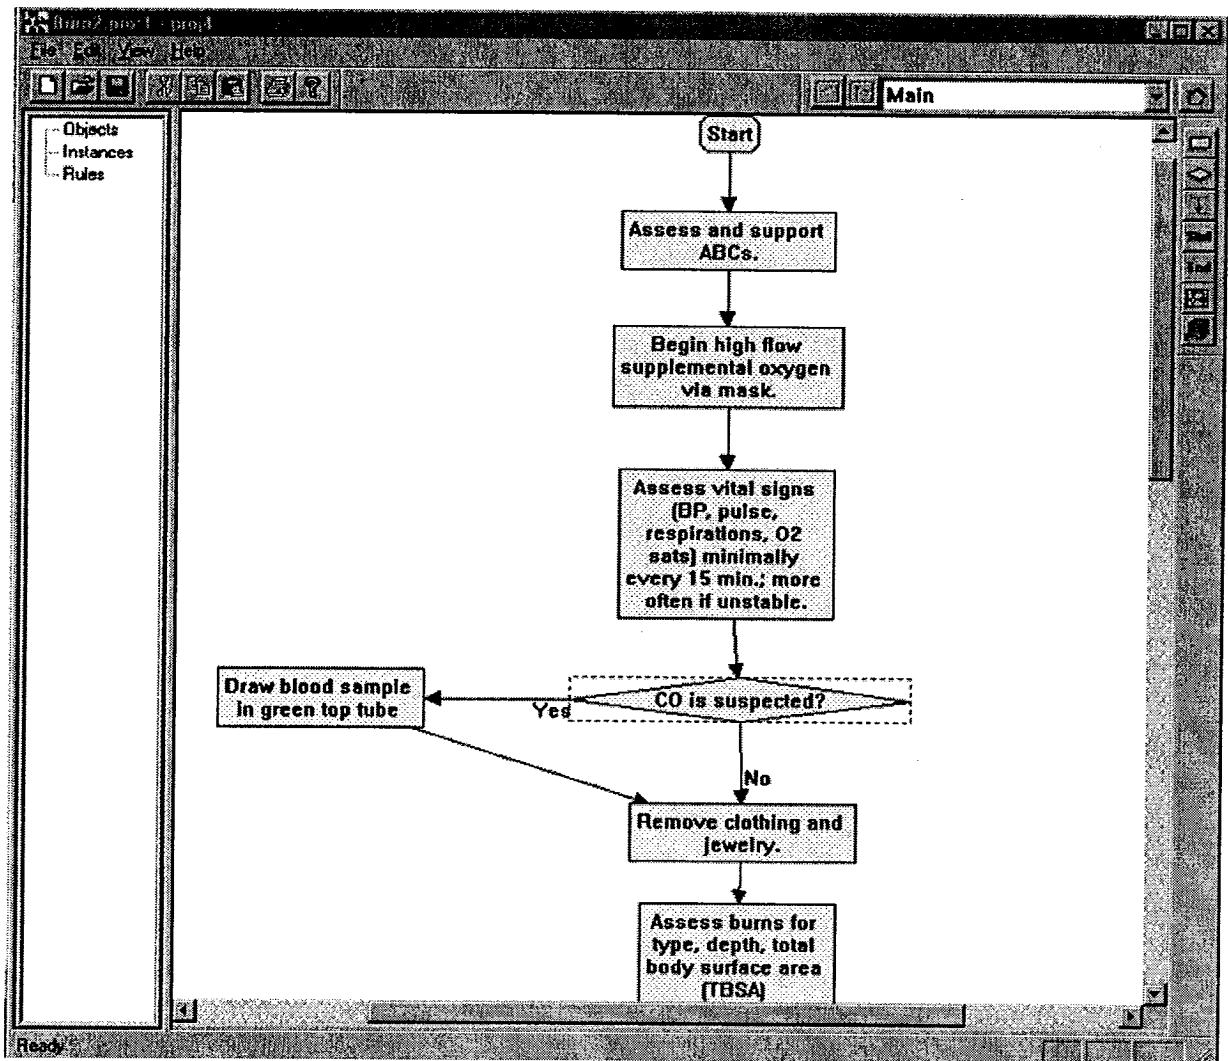 File Edit View Help
Main
Objects
Instances
Rules
Start
Assess and support
ABCs.
Begin high flow
supplemental oxygen
via mask.
Assess vital signs
(BP, pulse,
respirations, O2
sats) minimally
every 15 min.; more
often if unstable.
CO is suspected?
Yes
Draw blood sample
in green top tube
No
Remove clothing and
jewelry.
Assess burns for
type, depth, total
body surface area
(TBSA)
Ready